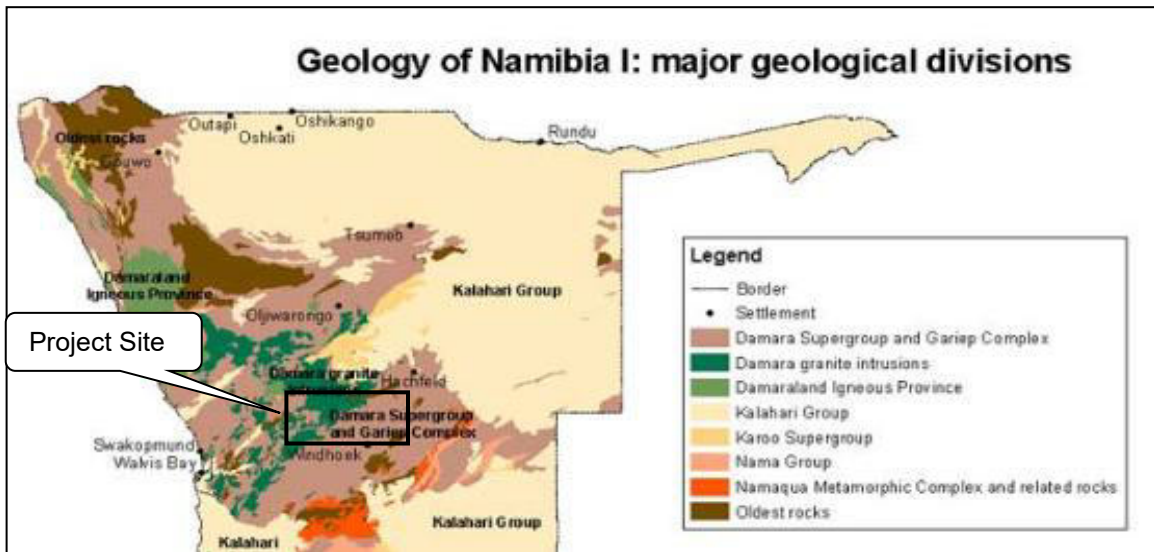 Geology of Namibia I: major geological divisions
Oshikango
Outapi
Oshkati
Rundu
Oldest rocks
Opuwo
Tsumeb
Damaraland
Igneous Province
Kalahari Group
Otjiwarongo
Project Site
Damara granite
Hochfeld
Damara Supergroup
and Gariep Complex
Swakopmund
Walvis Bay
Windhoek
Kalahari Group
Kalahari
Legend
Border
Settlement
Damara Supergroup and Gariep Complex
Damara granite intrusions
Damaraland Igneous Province
Kalahari Group
Karoo Supergroup
Nama Group
Namaqua Metamorphic Complex and related rocks
Oldest rocks